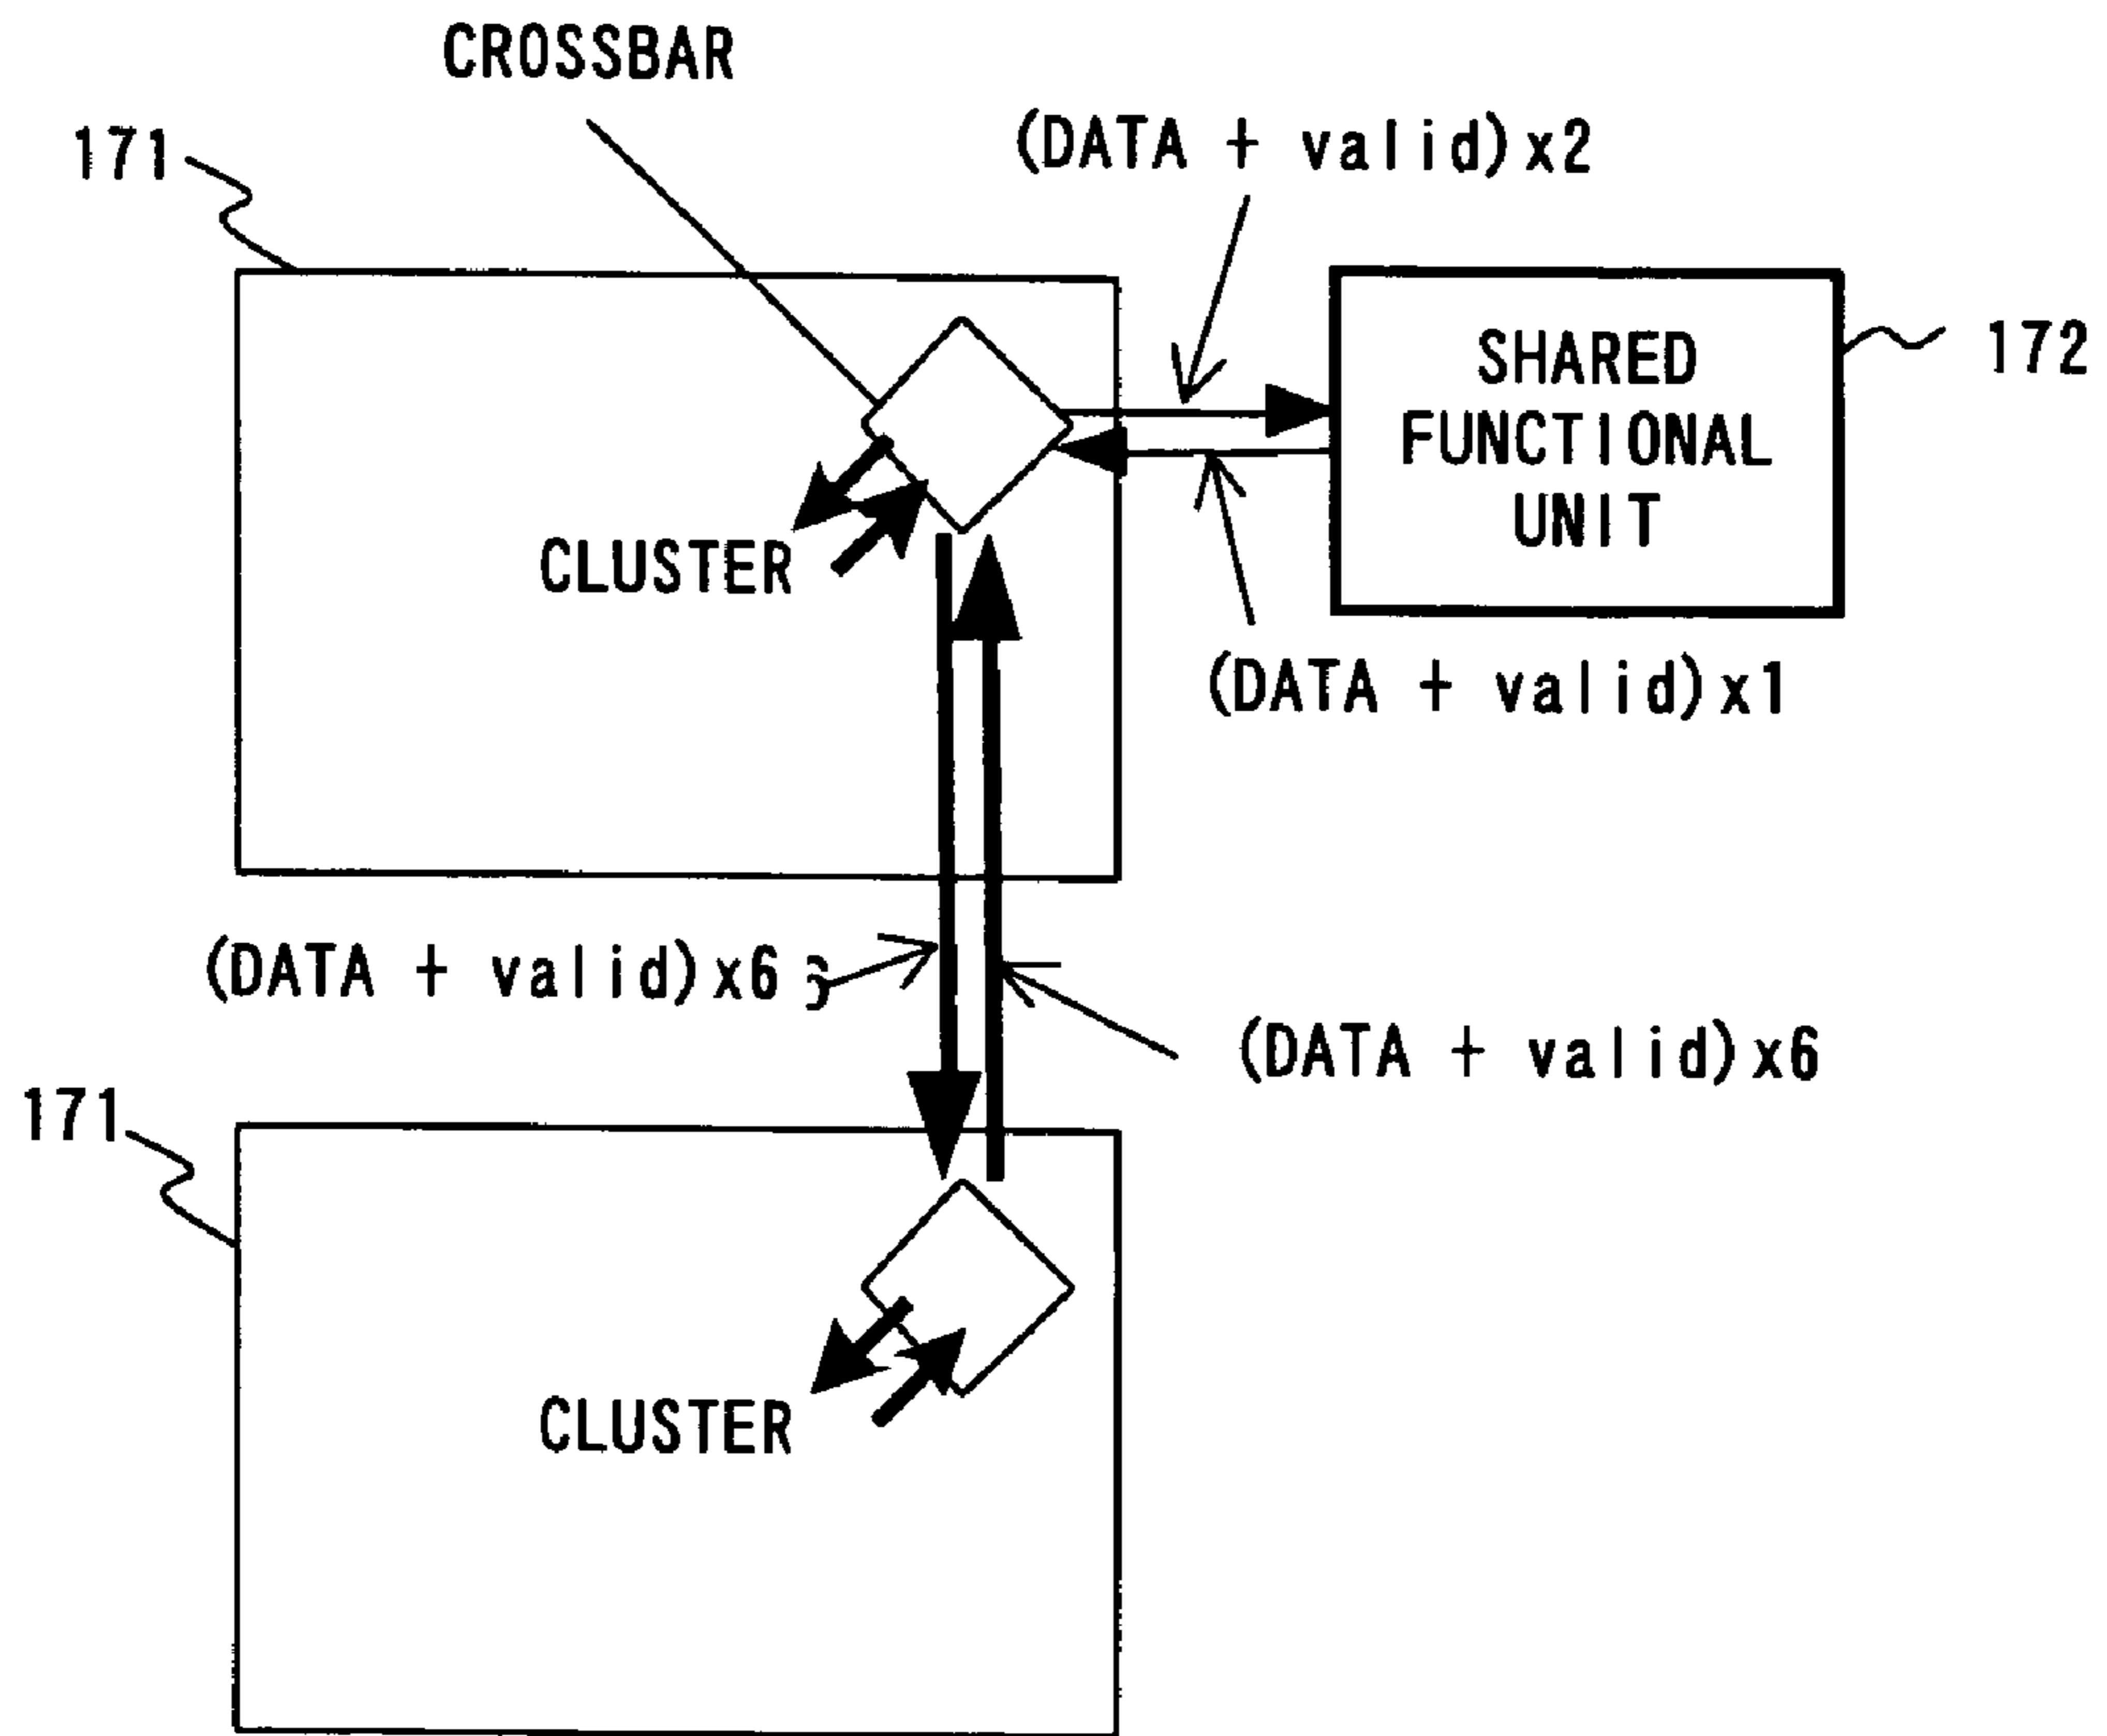 CROSSBAR
171
(DATA + valid)x2
SHARED
FUNCTIONAL
UNIT
172
CLUSTER
(DATA + valid)x1
(DATA + valid)x6
(DATA + valid)x6
171
CLUSTER